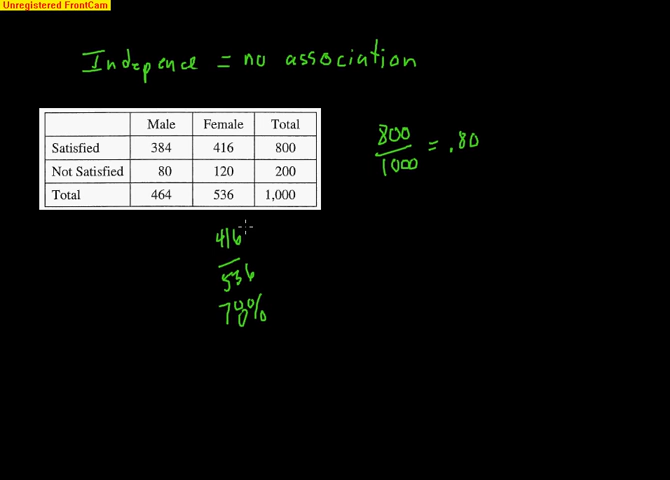 Unregistered FrontCam
Indepence = no association
Male Female Total
Satisfied 384 416 800
Not Satisfied 80 120 200
Total 464 536 1,000
800
1000
= .80
416
536
78%